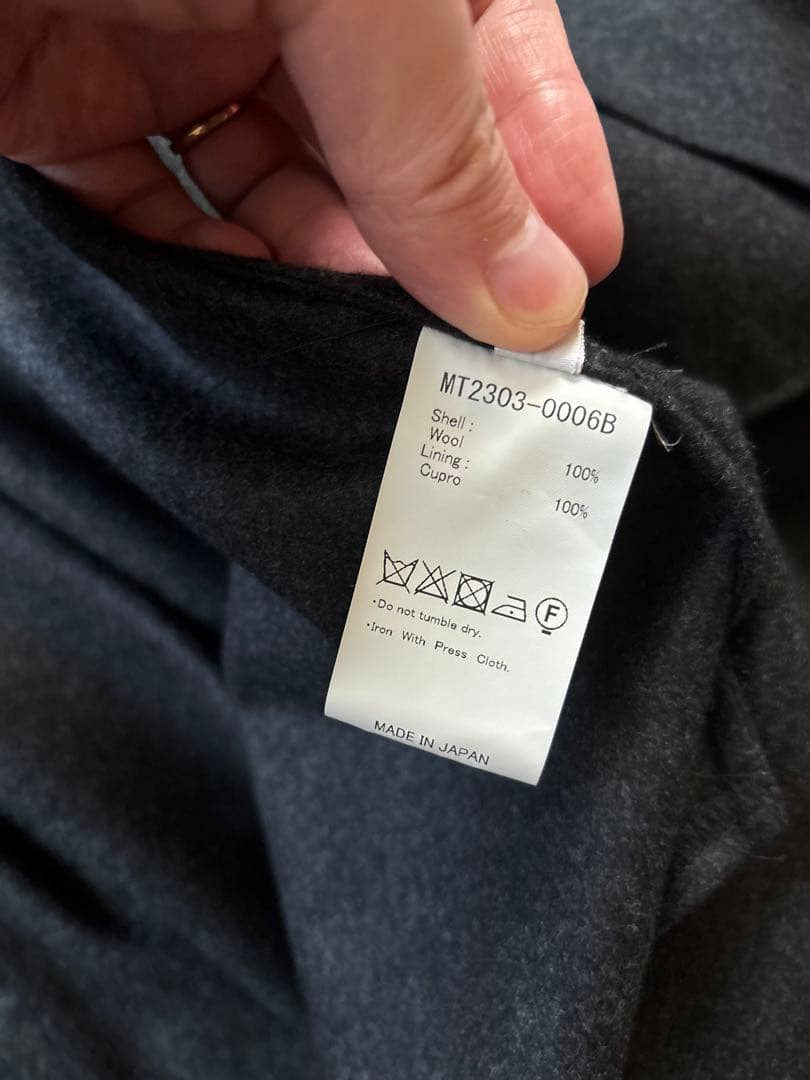 MT2303-0006B
Shell :
Wool 100%
Lining :
Cupro 100%
F
・Do not tumble dry.
・Iron With Press Cloth.
MADE IN JAPAN